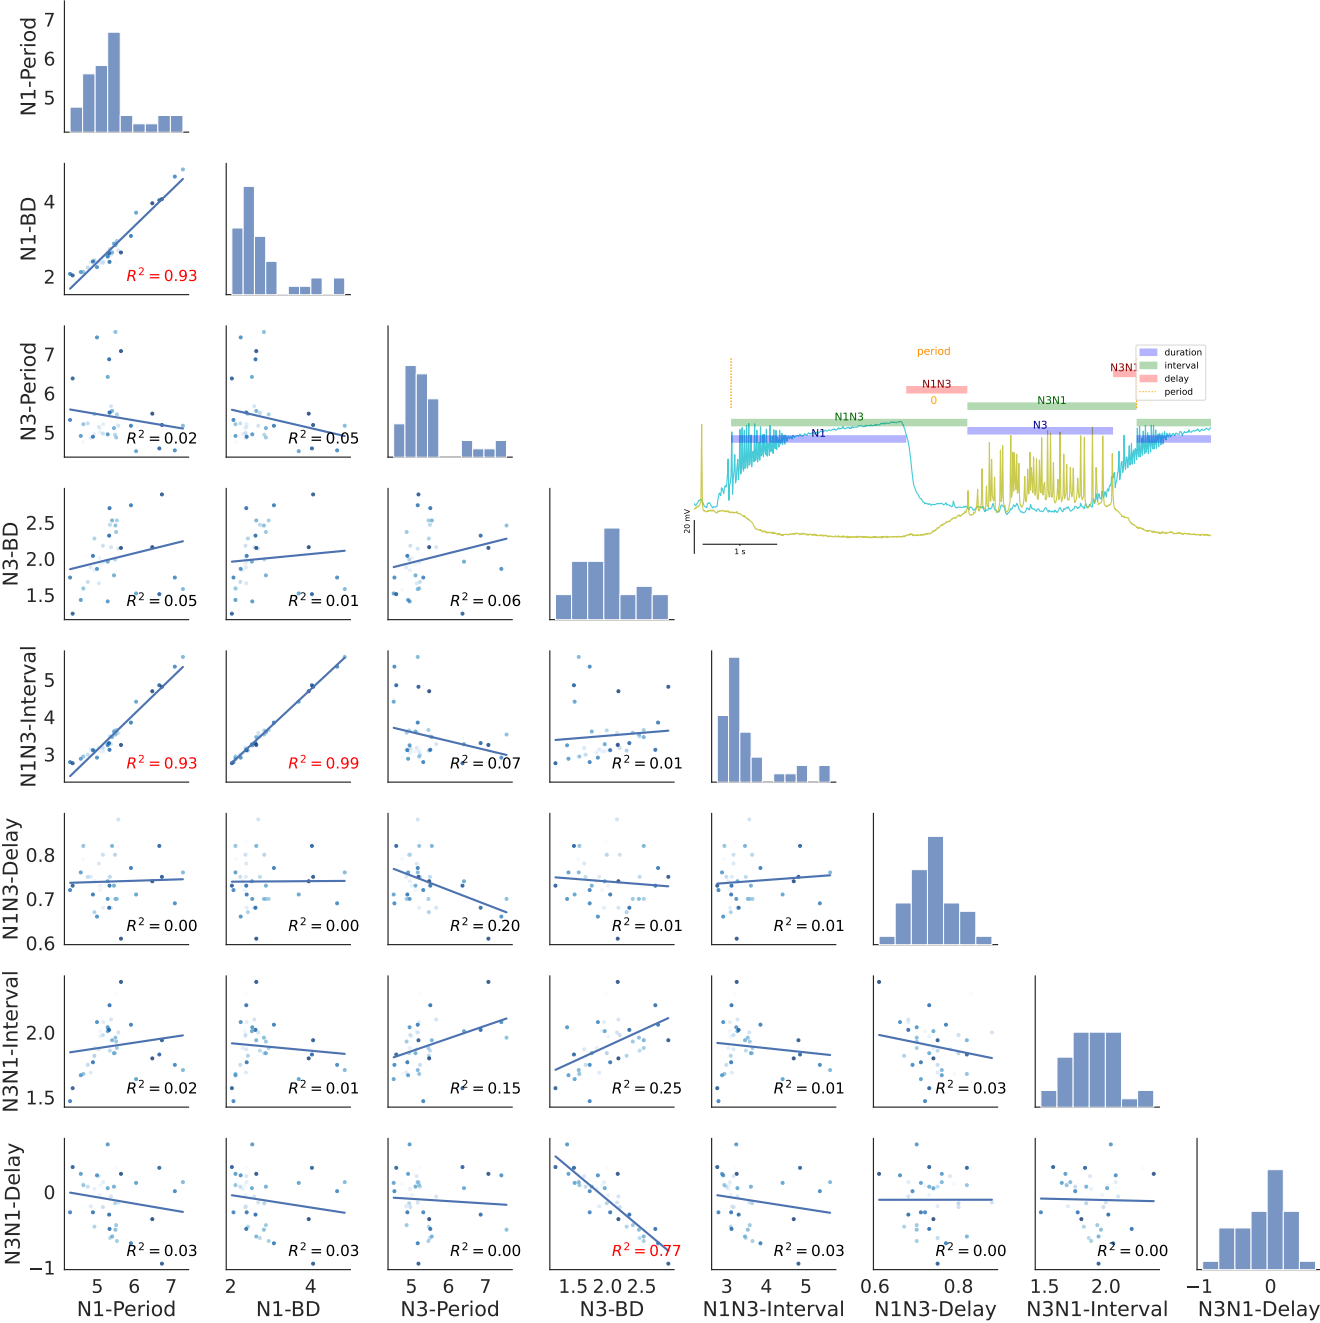 N1-Period
7
6
5
N1-BD
4
2
R² = 0.93
N3-Period
7
6
5
R² = 0.02
R² = 0.05
period
N1N3
0
N3N1
N3N1
N1N3
N1
N3
duration
interval
delay
period
20 mV
1 s
N3-BD
2.5
2.0
1.5
R² = 0.05
R² = 0.01
R² = 0.06
N1N3-Interval
5
4
3
R² = 0.93
R² = 0.99
R² = 0.07
R² = 0.01
N1N3-Delay
0.8
0.7
0.6
R² = 0.00
R² = 0.00
R² = 0.20
R² = 0.01
R² = 0.01
N3N1-Interval
2.0
1.5
R² = 0.02
R² = 0.01
R² = 0.15
R² = 0.25
R² = 0.01
R² = 0.03
N3N1-Delay
0
−1
R² = 0.03
R² = 0.03
R² = 0.00
R² = 0.77
R² = 0.03
R² = 0.00
R² = 0.00
5 6 7 2 4 5 6 7 1.5 2.0 2.5 3 4 5 0.6 0.8 1.5 2.0 −1 0
N1-Period N1-BD N3-Period N3-BD N1N3-Interval N1N3-Delay N3N1-Interval N3N1-Delay